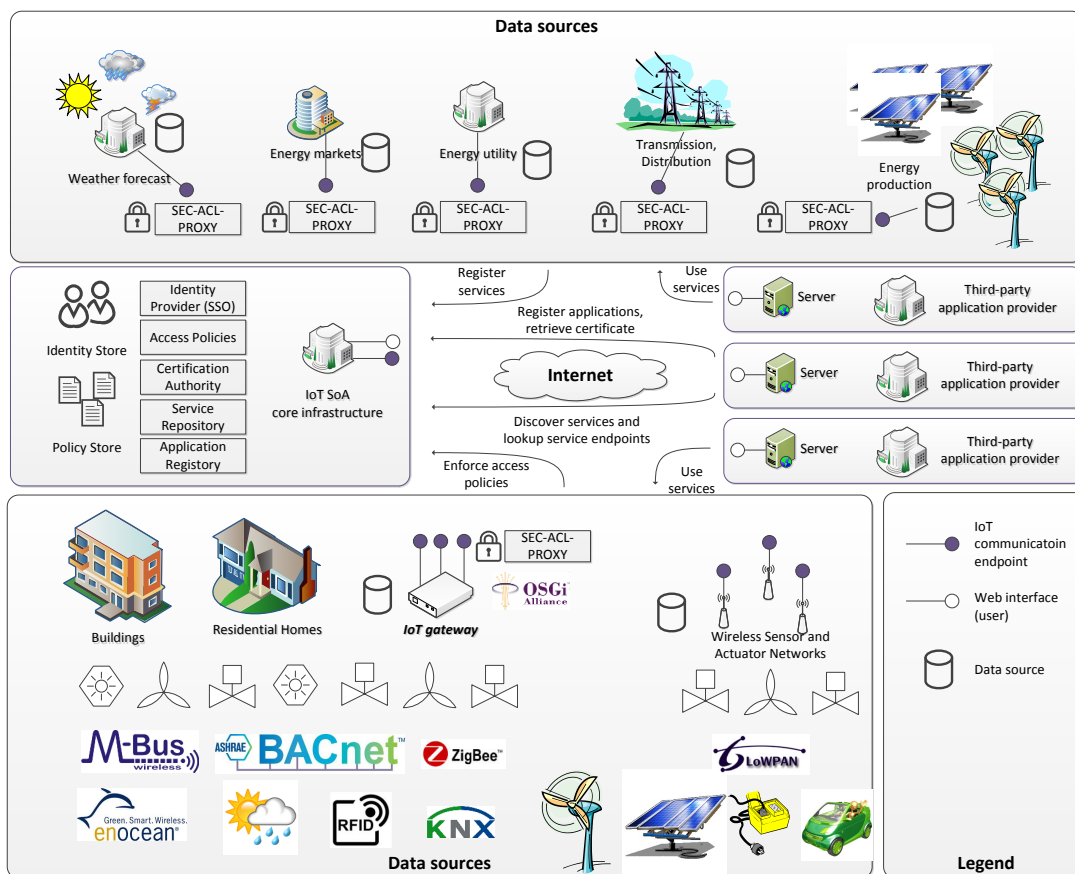 Data sources
Weather forecast
Energy markets
Energy utility
Transmission,
Distribution
Energy
production
SEC-ACL-
PROXY
SEC-ACL-
PROXY
SEC-ACL-
PROXY
SEC-ACL-
PROXY
SEC-ACL-
PROXY
Identity Store
Policy Store
Identity
Provider (SSO)
Access Policies
Certification
Authority
Service
Repository
Application
Registory
IoT SoA
core infrastructure
Register
services
Use
services
Register applications,
retrieve certificate
Internet
Discover services and
lookup service endpoints
Enforce access
policies
Use
services
Server
Third-party
application provider
Server
Third-party
application provider
Server
Third-party
application provider
Buildings
Residential Homes
IoT gateway
SEC-ACL-
PROXY
OSGi™
Alliance
Wireless Sensor and
Actuator Networks
M-Bus
wireless
ASHRAE BACnet™
ZigBee™
6LoWPAN
Green. Smart. Wireless.
enocean®
RFID
KNX
Data sources
IoT
communicatoin
endpoint
Web interface
(user)
Data source
Legend